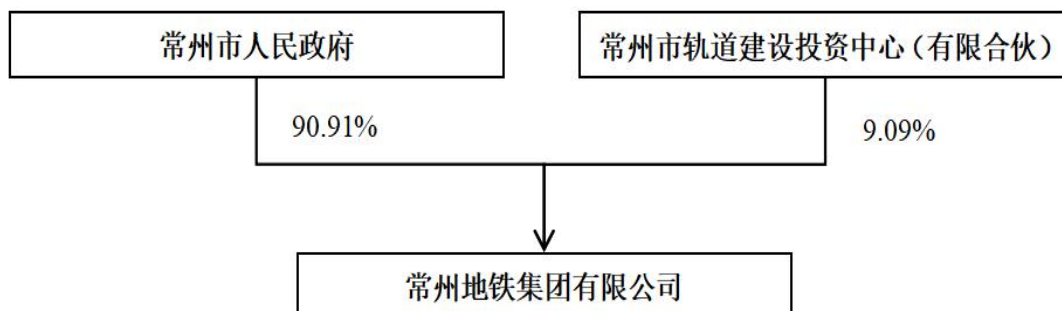 常州市人民政府
常州市轨道建设投资中心（有限合伙）
90.91%
9.09%
常州地铁集团有限公司